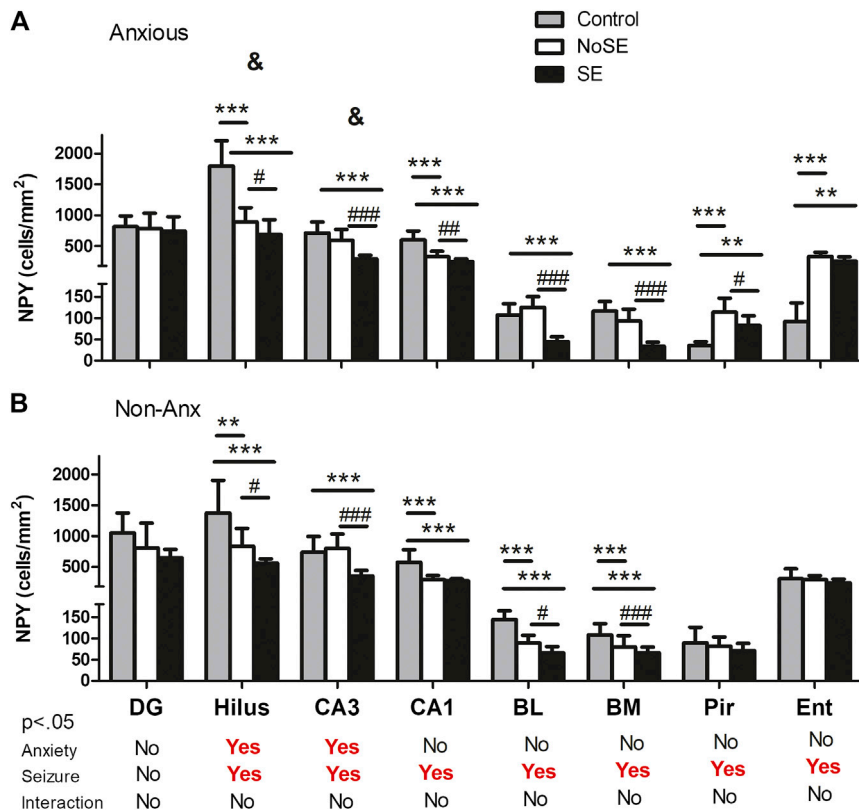 A
Anxious
Control
NoSE
SE
&
&
*** *** # *** ### *** *** ## *** ### *** ### *** ** # *** **
NPY (cells/mm²)
2000
1500
1000
500
150
100
50
0
B
Non-Anx
** *** # *** ### *** *** *** *** # *** *** ###
NPY (cells/mm²)
2000
1500
1000
500
150
100
50
0
DG Hilus CA3 CA1 BL BM Pir Ent
p<.05
Anxiety No Yes Yes No No No No No
Seizure No Yes Yes Yes Yes Yes Yes Yes
Interaction No No No No No No No No